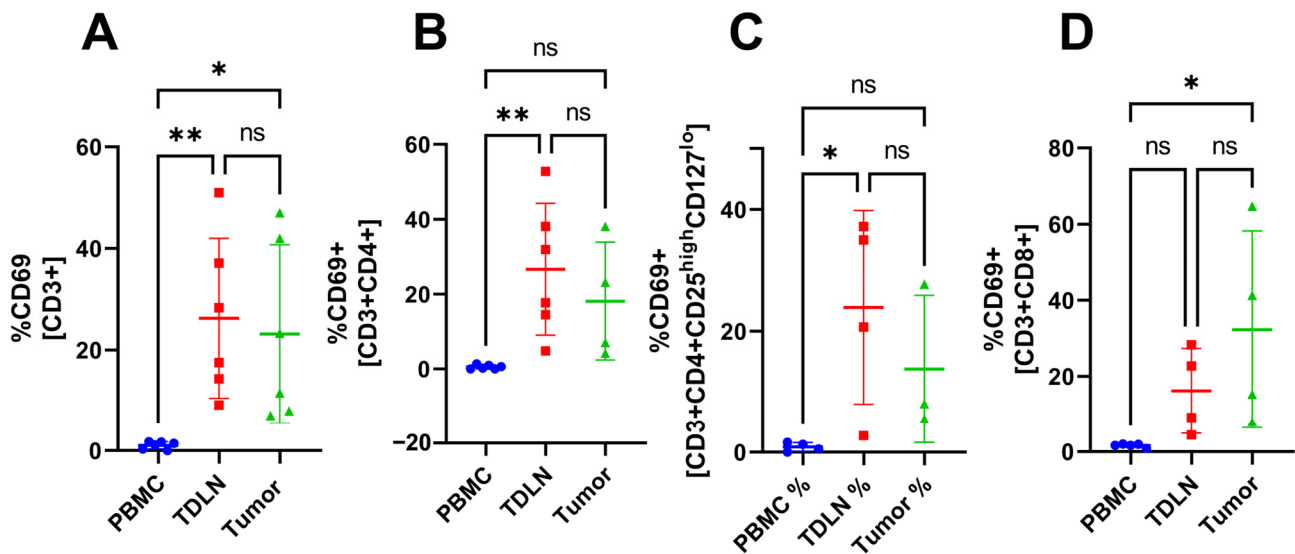 A
*
**
ns
60
40
20
0
%CD69
[CD3+]
PBMC
TDLN
Tumor
B
ns
**
ns
60
40
20
0
−20
%CD69+
[CD3+CD4+]
PBMC
TDLN
Tumor
C
ns
*
ns
40
20
0
%CD69+
[CD3+CD4+CD25highCD127lo]
PBMC %
TDLN %
Tumor %
D
*
ns
ns
80
60
40
20
0
%CD69+
[CD3+CD8+]
PBMC
TDLN
Tumor